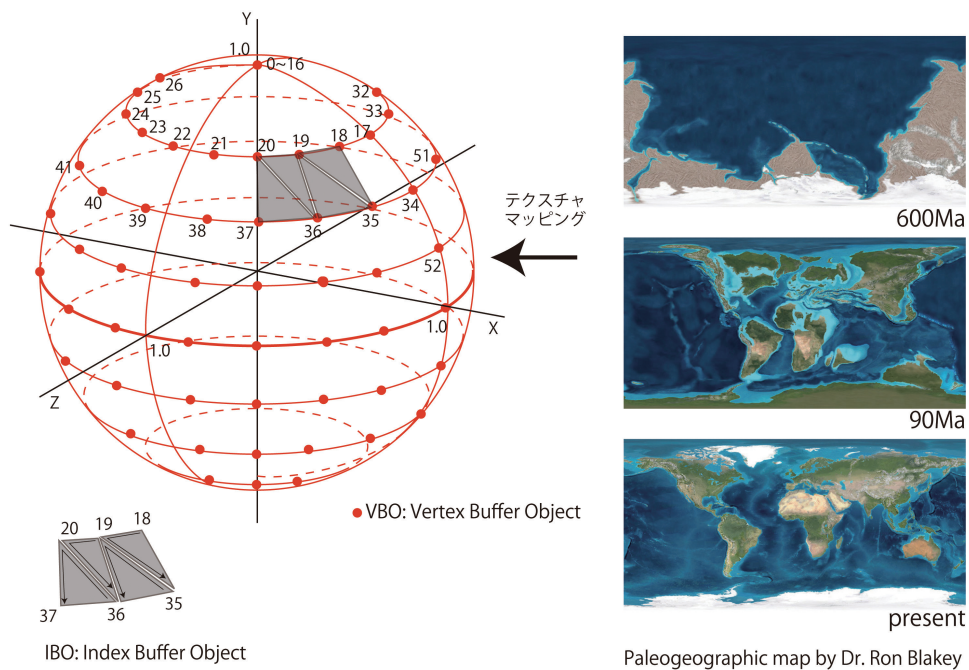 Y
1.0
0~16
26
25
24
23
22
21
20
19
18
17
32
33
51
41
40
39
38
37
36
35
34
52
1.0
X
1.0
Z
テクスチャ
マッピング
VBO: Vertex Buffer Object
20
19
18
37
36
35
IBO: Index Buffer Object
600Ma
90Ma
present
Paleogeographic map by Dr. Ron Blakey